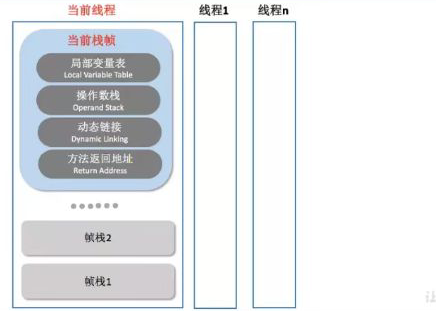 当前线程
线程1
线程n
当前栈帧
局部变量表
Local Variable Table
操作数栈
Operand Stack
动态链接
Dynamic Linking
方法返回地址
Return Address
帧栈2
帧栈1
让